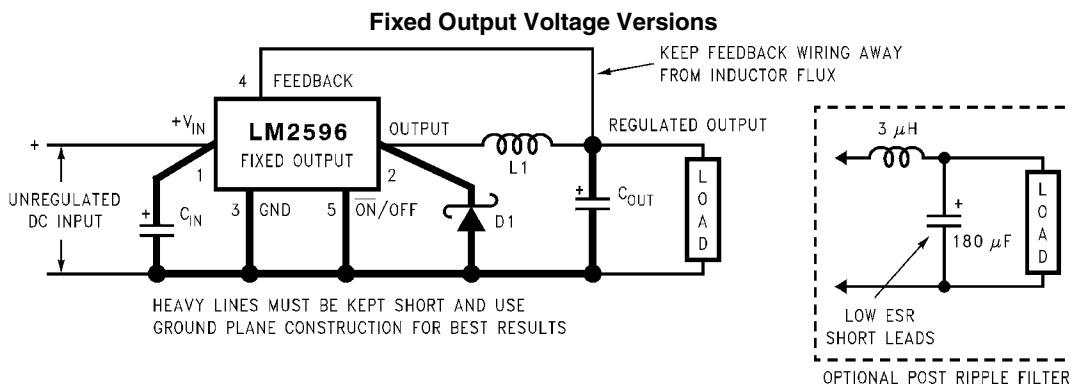 Fixed Output Voltage Versions
KEEP FEEDBACK WIRING AWAY
FROM INDUCTOR FLUX
4 FEEDBACK
+VIN
LM2596
FIXED OUTPUT
OUTPUT
REGULATED OUTPUT
+
1
2
L1
UNREGULATED
DC INPUT
+
CIN
3 GND
5 ON/OFF
D1
+
COUT
LOAD
HEAVY LINES MUST BE KEPT SHORT AND USE
GROUND PLANE CONSTRUCTION FOR BEST RESULTS
3 μH
+
180 μF
LOAD
LOW ESR
SHORT LEADS
OPTIONAL POST RIPPLE FILTER